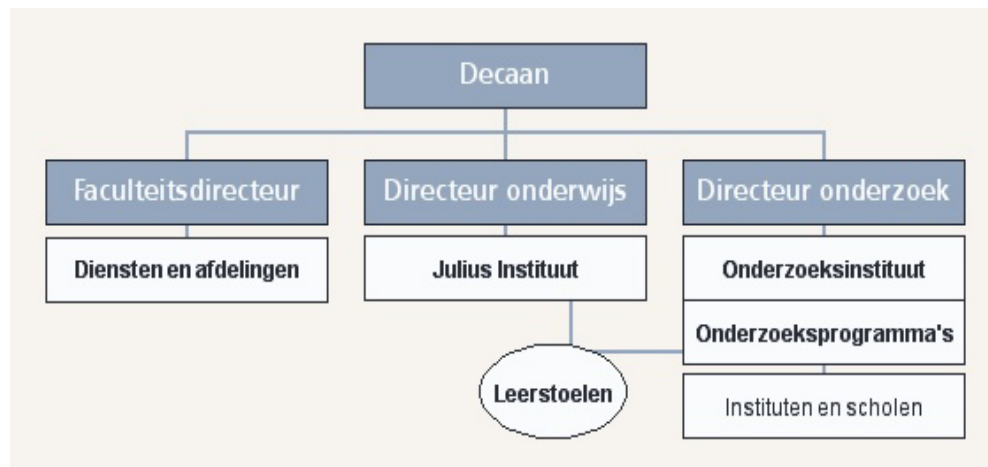 Decaan
Faculteitsdirecteur
Directeur onderwijs
Directeur onderzoek
Diensten en afdelingen
Julius Instituut
Onderzoeksinstituut
Onderzoeksprogramma's
Leerstoelen
Instituten en scholen